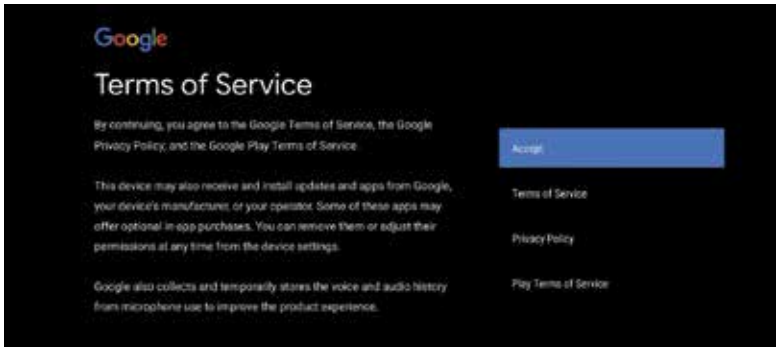 Google
Terms of Service
By continuing, you agree to the Google Terms of Service, the Google
Privacy Policy, and the Google Play Terms of Service.
This device may also receive and install updates and apps from Google,
your device's manufacturer, or your operator. Some of these apps may
offer optional in-app purchases. You can remove them or adjust their
permissions at any time from the device settings.
Google also collects and temporarily stores the voice and audio history
from microphone use to improve the product experience.
Accept
Terms of Service
Privacy Policy
Play Terms of Service